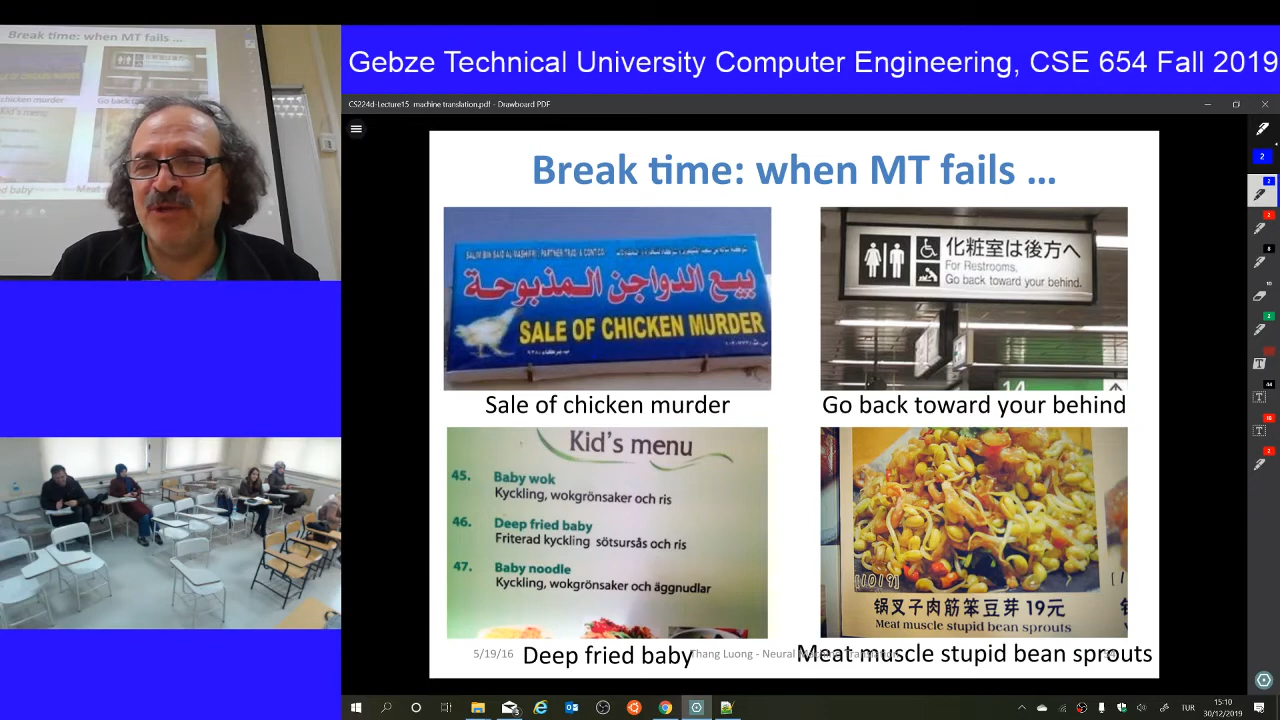 Gebze Technical University Computer Engineering, CSE 654 Fall 2019
CS224d-Lecture15 machine translation.pdf - Drawboard PDF
Break time: when MT fails ...
بيع الدواجن المذبوحة
SALE OF CHICKEN MURDER
Sale of chicken murder
化粧室は後方へ
For Restrooms,
Go back toward your behind.
14
Go back toward your behind
Kid's menu
45. Baby wok
Kyckling, wokgrönsaker och ris
46. Deep fried baby
Friterad kyckling sötsursås och ris
47. Baby noodle
Kyckling, wokgrönsaker och äggnudlar
Deep fried baby
[1019]
锅叉子肉筋笨豆芽 19元
Meat muscle stupid bean sprouts
Meat muscle stupid bean sprouts
5/19/16
Thang Luong - Neural
Break time: when MT fails ...
TUR
15:10
30/12/2019